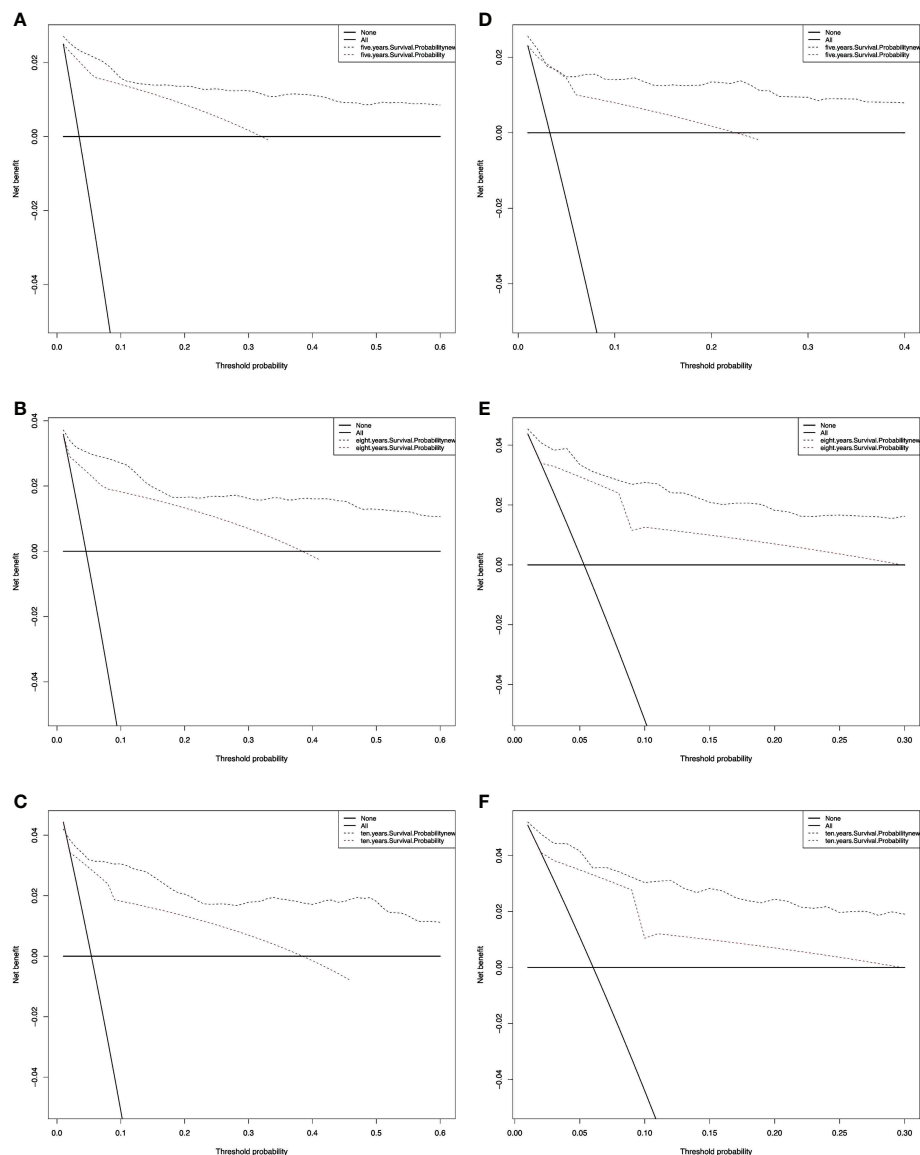 A
None
All
five.years.Survival.Probabilitynew
five.years.Survival.Probability
0.02
0.00
−0.02
−0.04
Net benefit
0.0 0.1 0.2 0.3 0.4 0.5 0.6
Threshold probability
D
None
All
five.years.Survival.Probabilitynew
five.years.Survival.Probability
0.02
0.00
−0.02
−0.04
Net benefit
0.0 0.1 0.2 0.3 0.4
Threshold probability
B
None
All
eight.years.Survival.Probabilitynew
eight.years.Survival.Probability
0.04
0.02
0.00
−0.02
−0.04
Net benefit
0.0 0.1 0.2 0.3 0.4 0.5 0.6
Threshold probability
E
None
All
eight.years.Survival.Probabilitynew
eight.years.Survival.Probability
0.04
0.02
0.00
−0.02
−0.04
Net benefit
0.00 0.05 0.10 0.15 0.20 0.25 0.30
Threshold probability
C
None
All
ten.years.Survival.Probabilitynew
ten.years.Survival.Probability
0.04
0.02
0.00
−0.02
−0.04
Net benefit
0.0 0.1 0.2 0.3 0.4 0.5 0.6
Threshold probability
F
None
All
ten.years.Survival.Probabilitynew
ten.years.Survival.Probability
0.04
0.02
0.00
−0.02
−0.04
Net benefit
0.00 0.05 0.10 0.15 0.20 0.25 0.30
Threshold probability